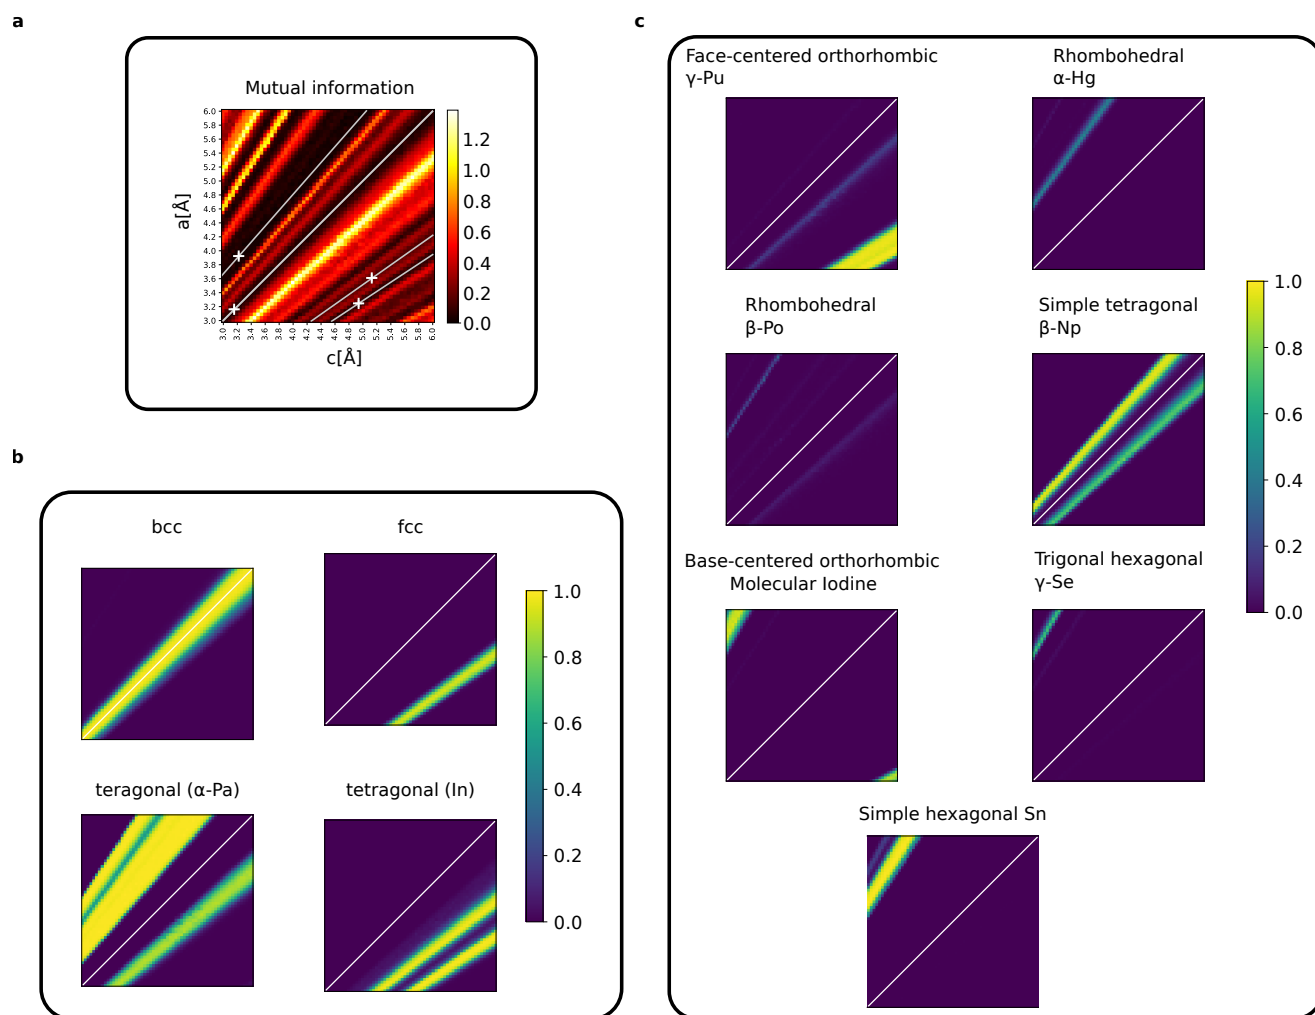 a
Mutual information
6.0
5.8
5.6
5.4
5.2
5.0
4.8
4.6
4.4
4.2
4.0
3.8
3.6
3.4
3.2
3.0
a[Å]
3.0 3.2 3.4 3.6 3.8 4.0 4.2 4.4 4.6 4.8 5.0 5.2 5.4 5.6 5.8 6.0
c[Å]
1.2
1.0
0.8
0.6
0.4
0.2
0.0
b
bcc
fcc
teragonal (α-Pa)
tetragonal (In)
1.0
0.8
0.6
0.4
0.2
0.0
c
Face-centered orthorhombic
γ-Pu
Rhombohedral
α-Hg
Rhombohedral
β-Po
Simple tetragonal
β-Np
Base-centered orthorhombic
Molecular Iodine
Trigonal hexagonal
γ-Se
Simple hexagonal Sn
1.0
0.8
0.6
0.4
0.2
0.0